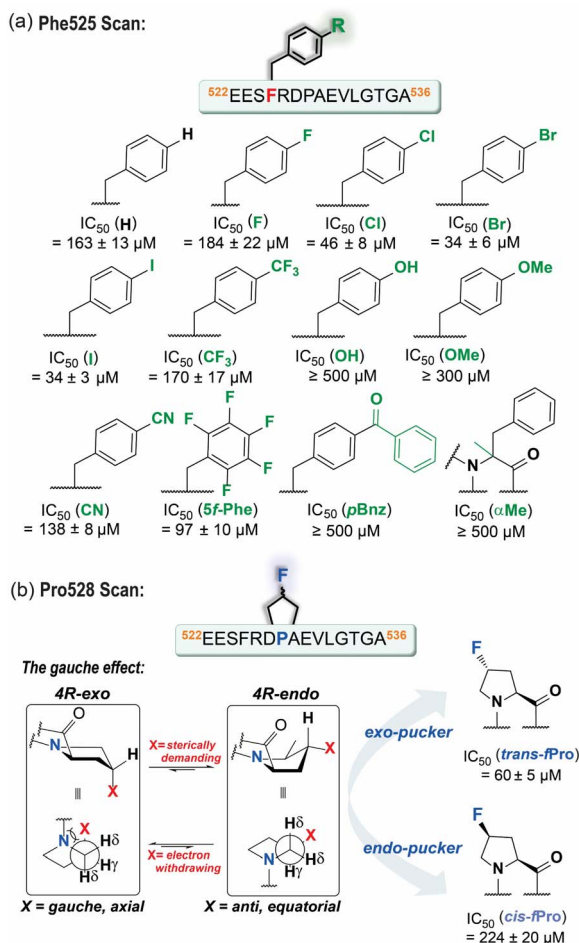 (a) Phe525 Scan:
R
522EESFRDPAEVLGTGA536
H
IC50 (H)
= 163 ± 13 µM
F
IC50 (F)
= 184 ± 22 µM
Cl
IC50 (Cl)
= 46 ± 8 µM
Br
IC50 (Br)
= 34 ± 6 µM
I
IC50 (I)
= 34 ± 3 µM
CF3
IC50 (CF3)
= 170 ± 17 µM
OH
IC50 (OH)
≥ 500 µM
OMe
IC50 (OMe)
≥ 300 µM
CN
IC50 (CN)
= 138 ± 8 µM
F
F
F
F
F
IC50 (5f-Phe)
= 97 ± 10 µM
O
IC50 (pBnz)
≥ 500 µM
N
O
IC50 (αMe)
≥ 500 µM
(b) Pro528 Scan:
F
522EESFRDPAEVLGTGA536
The gauche effect:
4R-exo
O
N
H
X
≡
N
X
Hδ
Hγ
Hδ
X = gauche, axial
X= sterically
demanding
X= electron
withdrawing
4R-endo
O
N
H
X
≡
Hδ
X
N
Hγ
Hδ
X = anti, equatorial
exo-pucker
endo-pucker
F
N
O
IC50 (trans-fPro)
= 60 ± 5 µM
F
N
O
IC50 (cis-fPro)
= 224 ± 20 µM